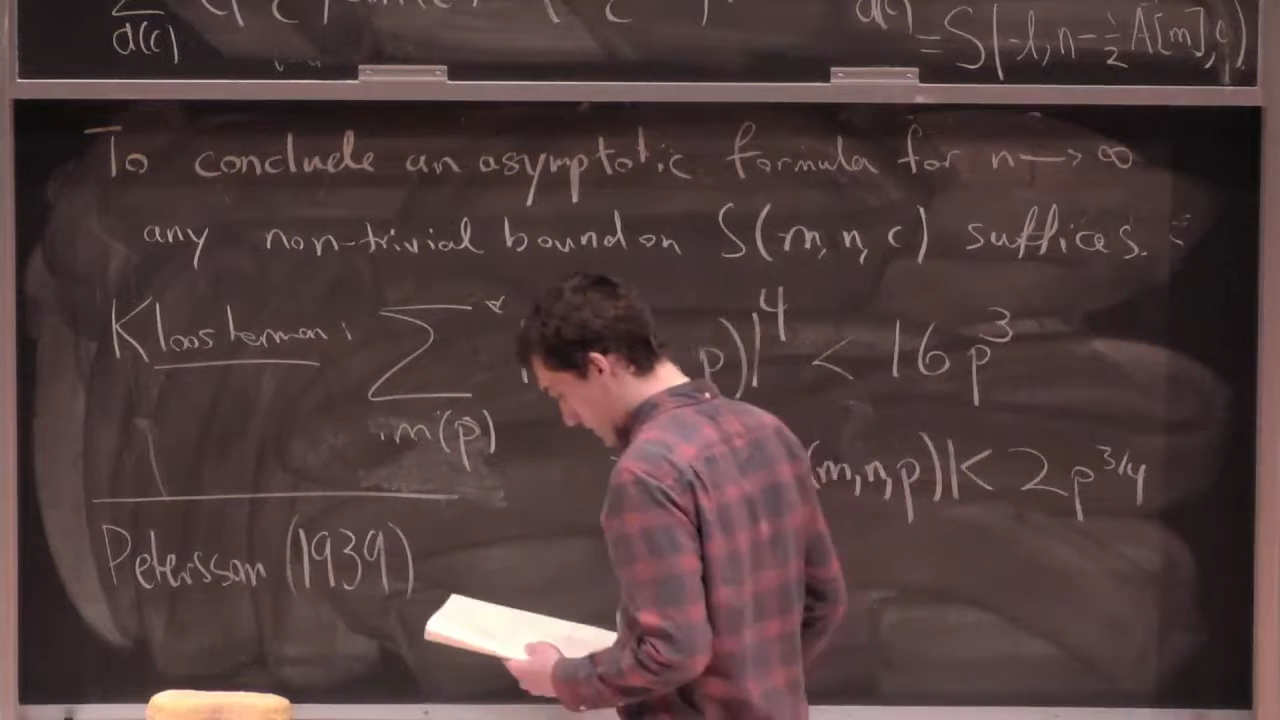 Σ d(c) d(c) = S(-l, n - 1/2 A[m], c)
To conclude an asymptotic formula for n → ∞
any non-trivial bound on S(m, n, c) suffices.
Kloosterman: Σ* p)|^4 < 16 p^3
m(p)
(m,n,p)| < 2 p^{3/4}
Petersson (1939)